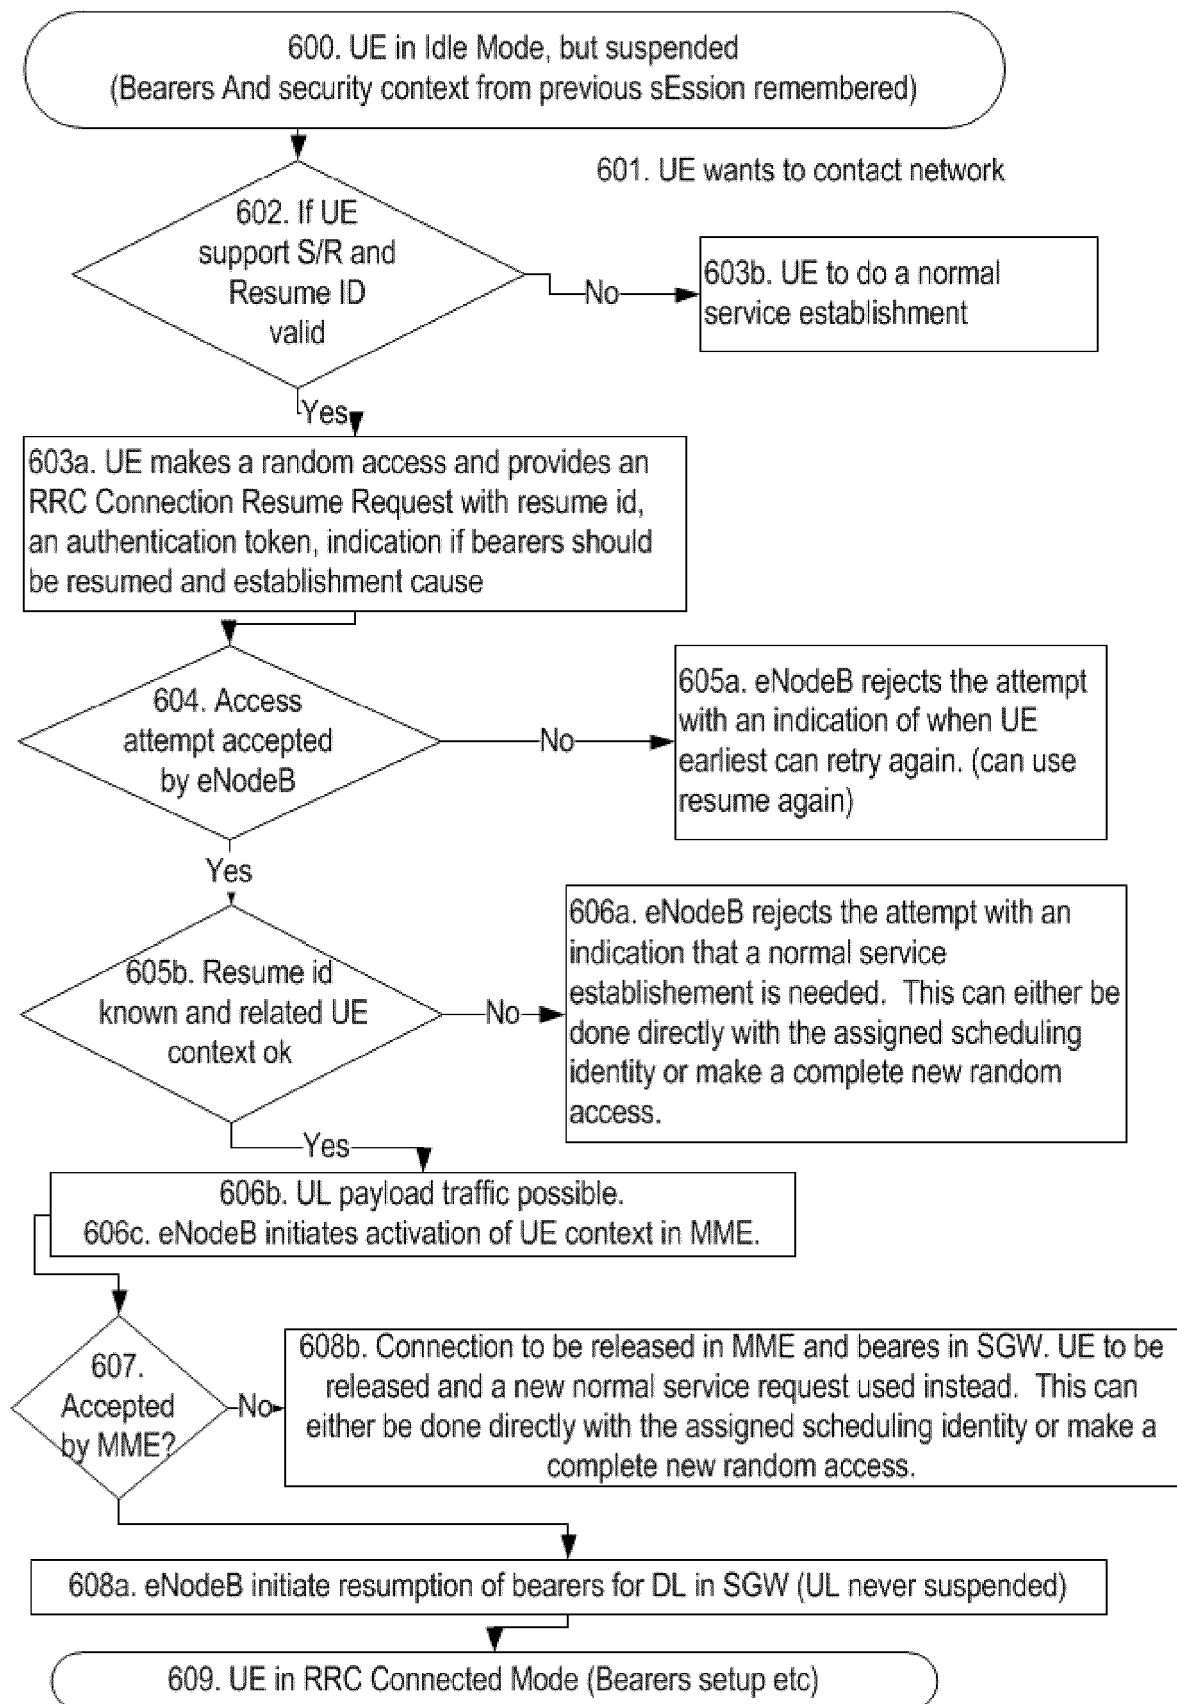 600. UE in Idle Mode, but suspended
(Bearers And security context from previous sEssion remembered)
601. UE wants to contact network
602. If UE
support S/R and
Resume ID
valid
No
603b. UE to do a normal
service establishment
Yes
603a. UE makes a random access and provides an
RRC Connection Resume Request with resume id,
an authentication token, indication if bearers should
be resumed and establishment cause
604. Access
attempt accepted
by eNodeB
No
605a. eNodeB rejects the attempt
with an indication of when UE
earliest can retry again. (can use
resume again)
Yes
605b. Resume id
known and related UE
context ok
No
606a. eNodeB rejects the attempt with an
indication that a normal service
establishement is needed.  This can either be
done directly with the assigned scheduling
identity or make a complete new random
access.
Yes
606b. UL payload traffic possible.
606c. eNodeB initiates activation of UE context in MME.
607.
Accepted
by MME?
No
608b. Connection to be released in MME and beares in SGW. UE to be
released and a new normal service request used instead.  This can
either be done directly with the assigned scheduling identity or make a
complete new random access.
608a. eNodeB initiate resumption of bearers for DL in SGW (UL never suspended)
609. UE in RRC Connected Mode (Bearers setup etc)